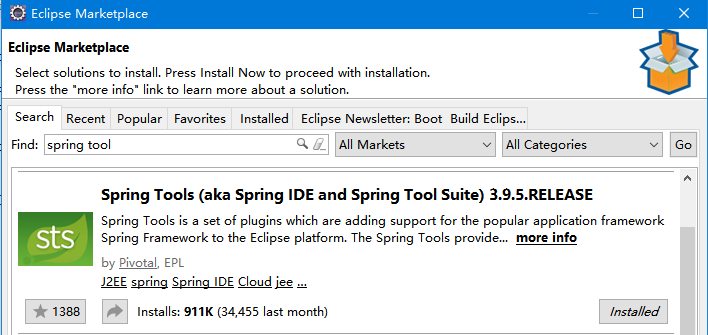 Eclipse Marketplace
Eclipse Marketplace
Select solutions to install. Press Install Now to proceed with installation.
Press the "more info" link to learn more about a solution.
Search Recent Popular Favorites Installed Eclipse Newsletter: Boot Build Eclips...
Find: spring tool All Markets All Categories Go
Spring Tools (aka Spring IDE and Spring Tool Suite) 3.9.5.RELEASE
Spring Tools is a set of plugins which are adding support for the popular application framework
sts
Spring Framework to the Eclipse platform. The Spring Tools provide... more info
by Pivotal, EPL
J2EE spring Spring IDE Cloud jee ...
1388 Installs: 911K (34,455 last month) Installed